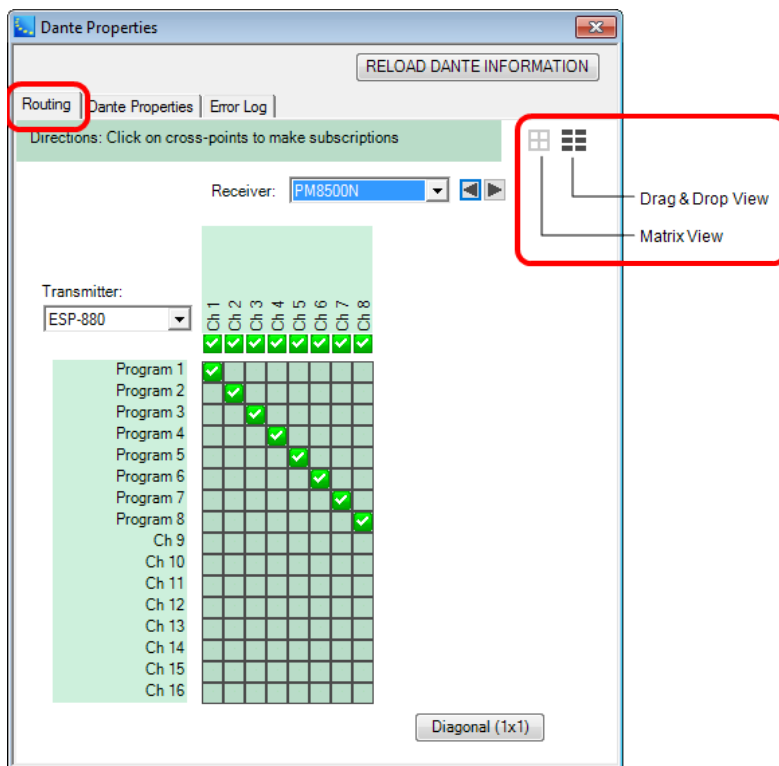 Dante Properties
RELOAD DANTE INFORMATION
Routing Dante Properties Error Log
Directions: Click on cross-points to make subscriptions
Drag & Drop View
Matrix View
Receiver: PM8500N
Transmitter:
ESP-880
Ch 1 Ch 2 Ch 3 Ch 4 Ch 5 Ch 6 Ch 7 Ch 8
Program 1
Program 2
Program 3
Program 4
Program 5
Program 6
Program 7
Program 8
Ch 9
Ch 10
Ch 11
Ch 12
Ch 13
Ch 14
Ch 15
Ch 16
Diagonal (1x1)